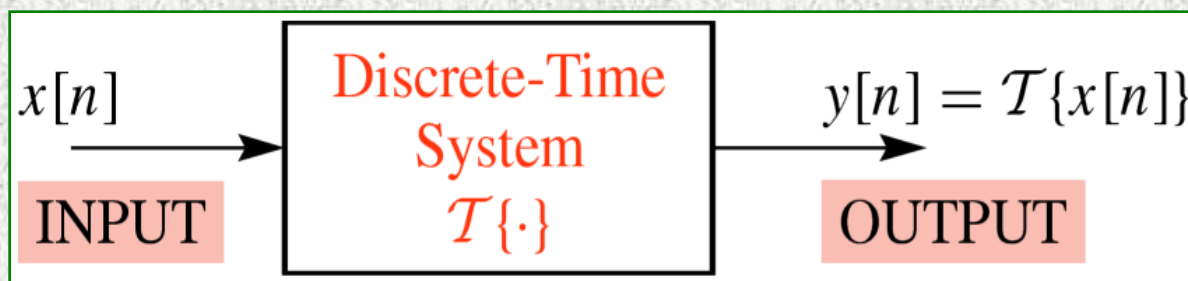 x[n]
INPUT
Discrete-Time
System
𝒯{·}
y[n] = 𝒯{x[n]}
OUTPUT